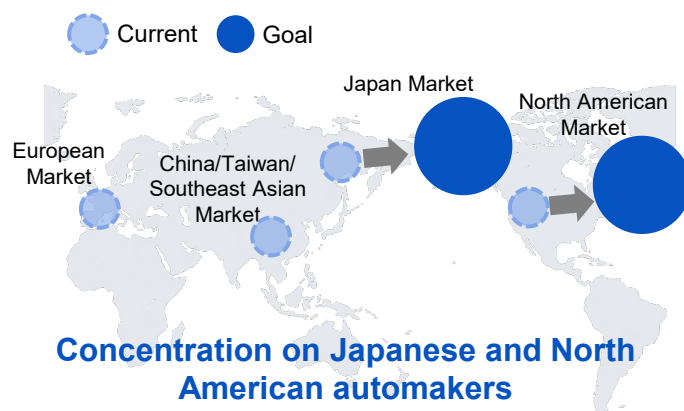 Current
Goal
Japan Market
North American
Market
European
Market
China/Taiwan/
Southeast Asian
Market
Concentration on Japanese and North
American automakers